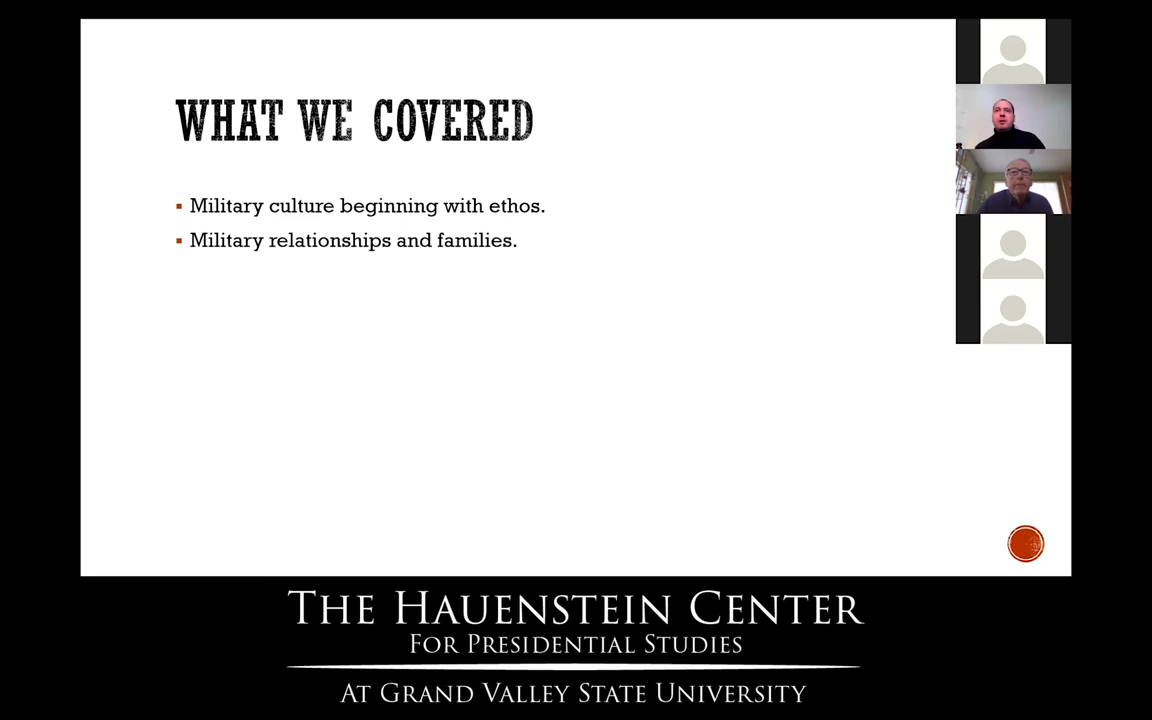 WHAT WE COVERED
Military culture beginning with ethos.
Military relationships and families.
THE HAUENSTEIN CENTER
FOR PRESIDENTIAL STUDIES
AT GRAND VALLEY STATE UNIVERSITY